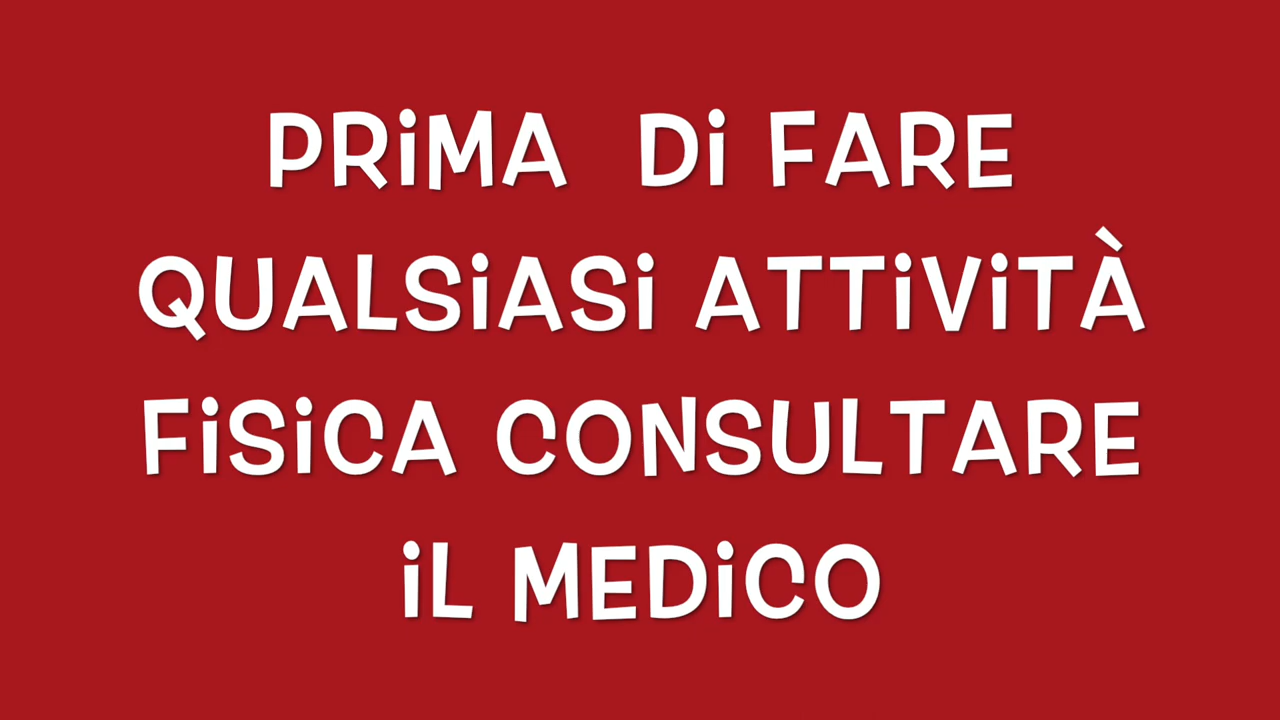 PRiMA Di FARE
QUALSiASi ATTiViTÀ
FiSiCA CONSULTARE
iL MEDiCO